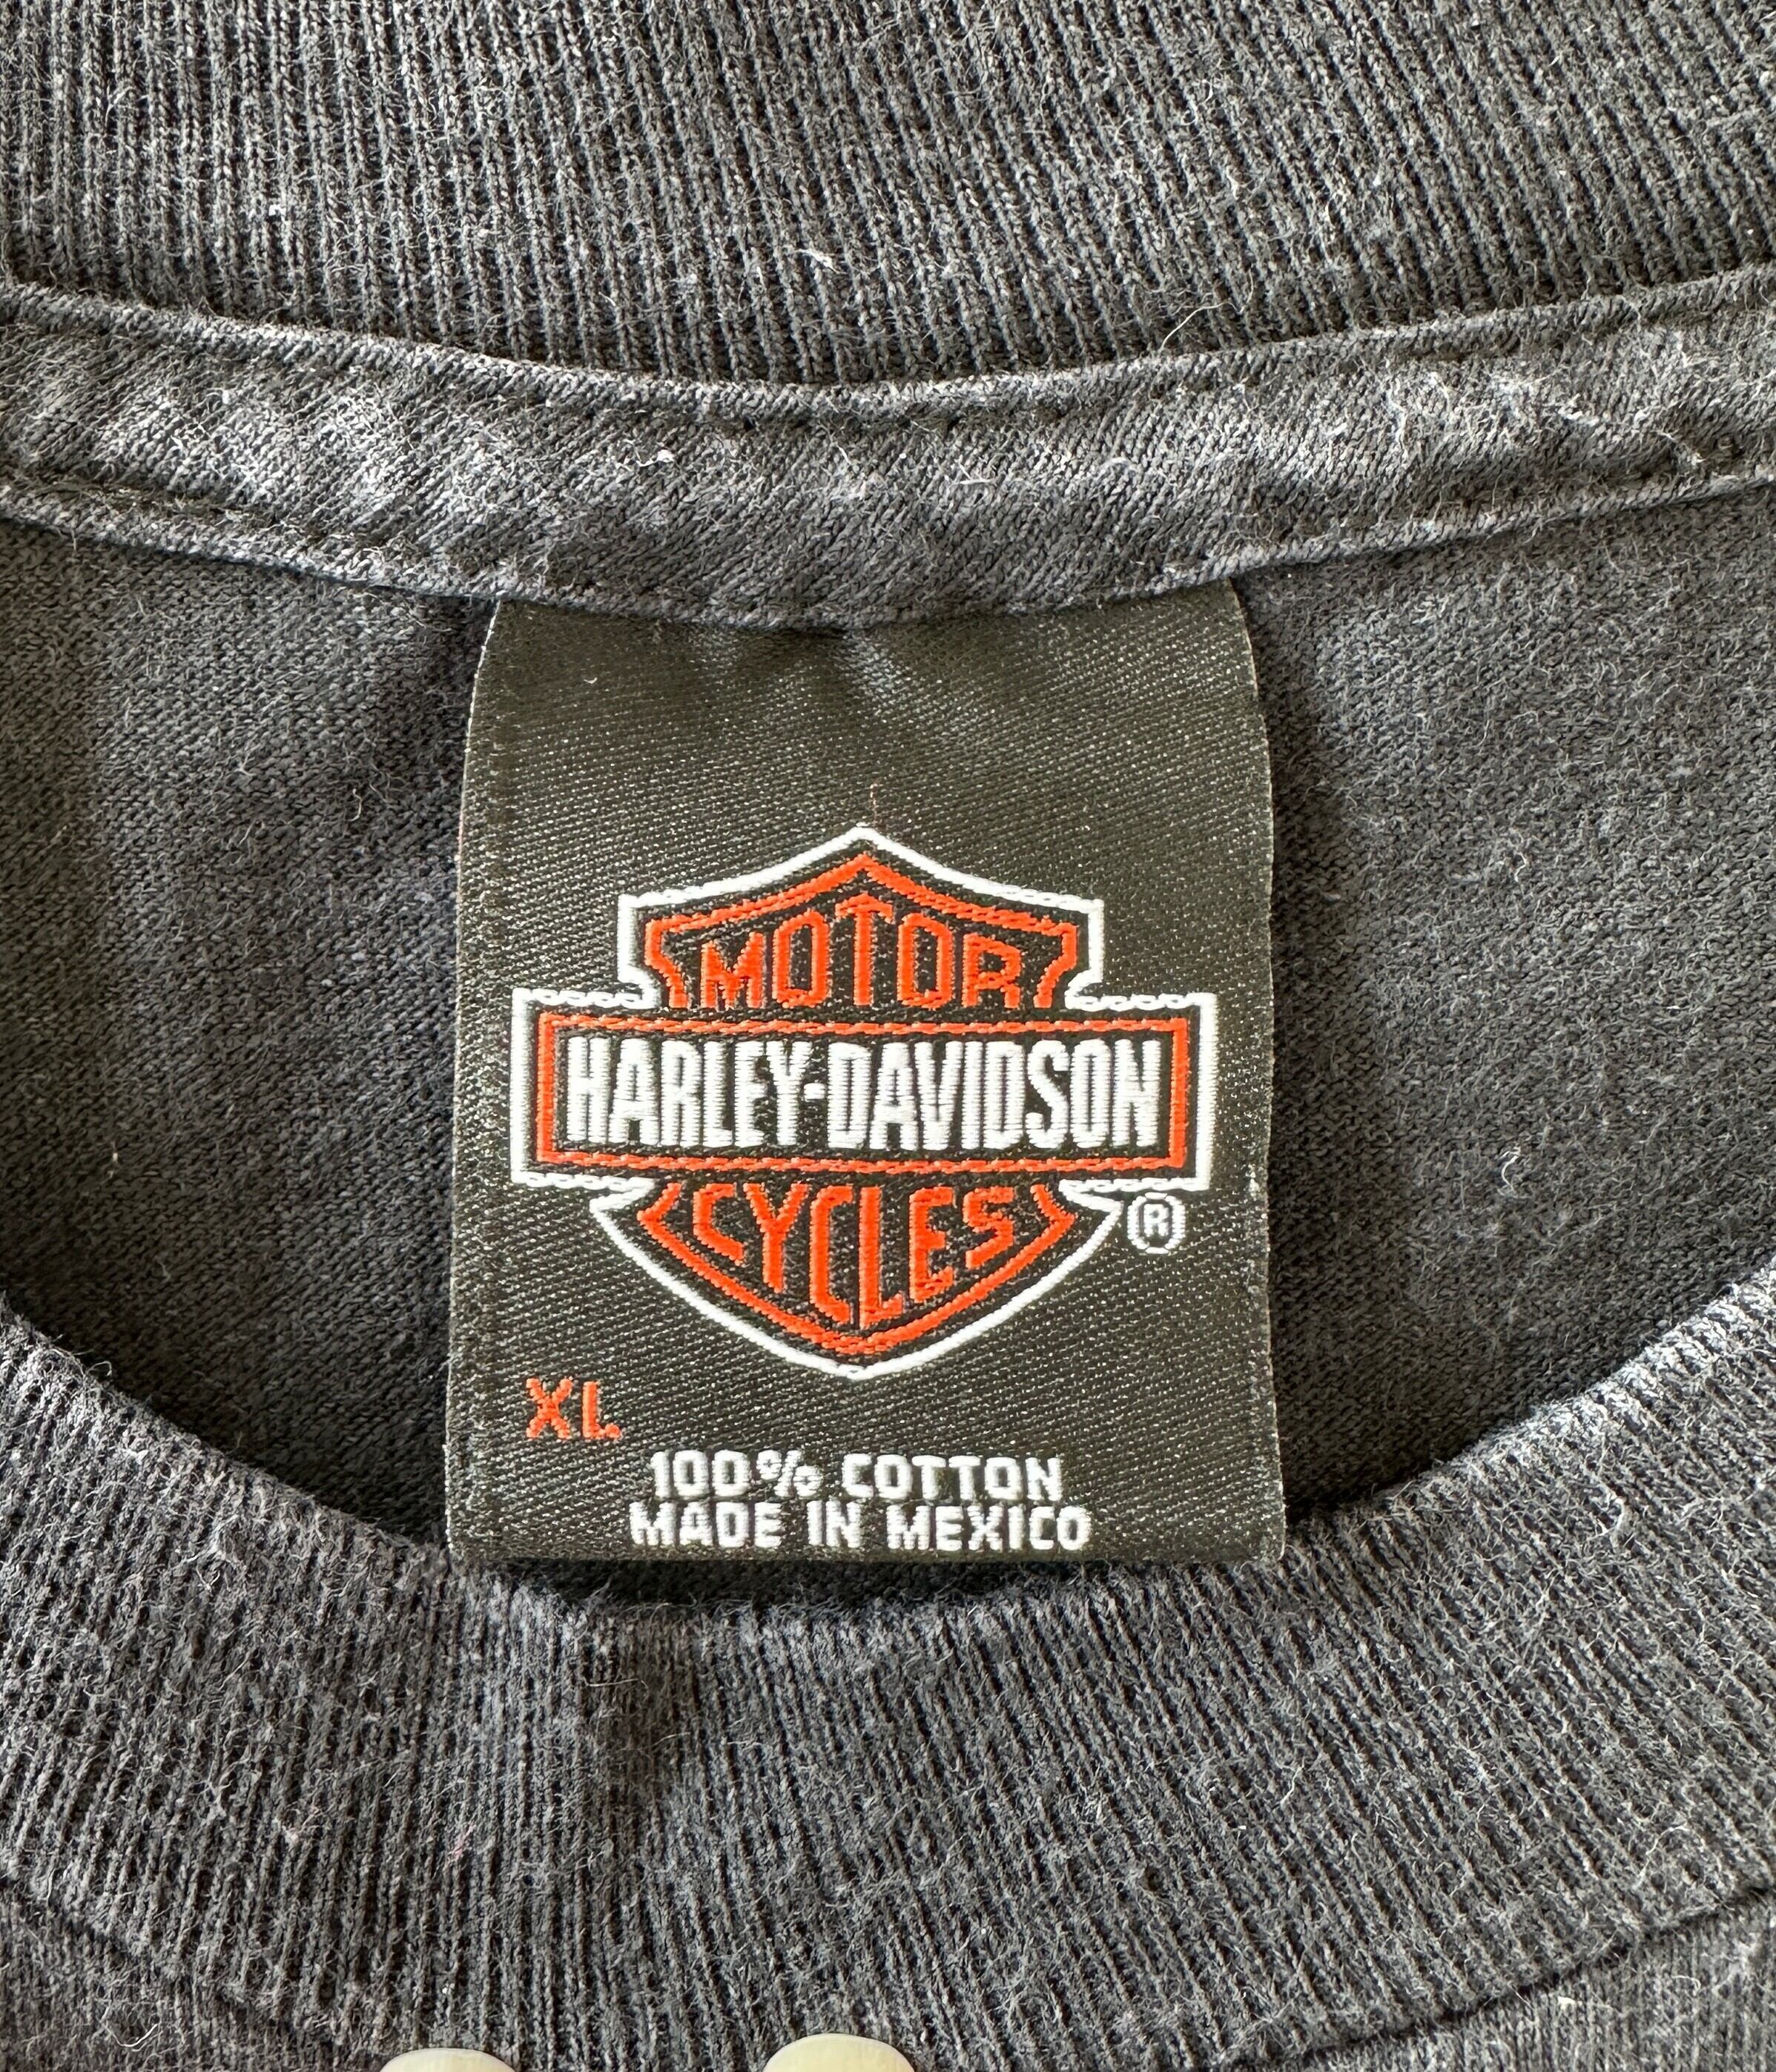 MOTOR
HARLEY-DAVIDSON
CYCLES
®
XL
100% COTTON
MADE IN MEXICO